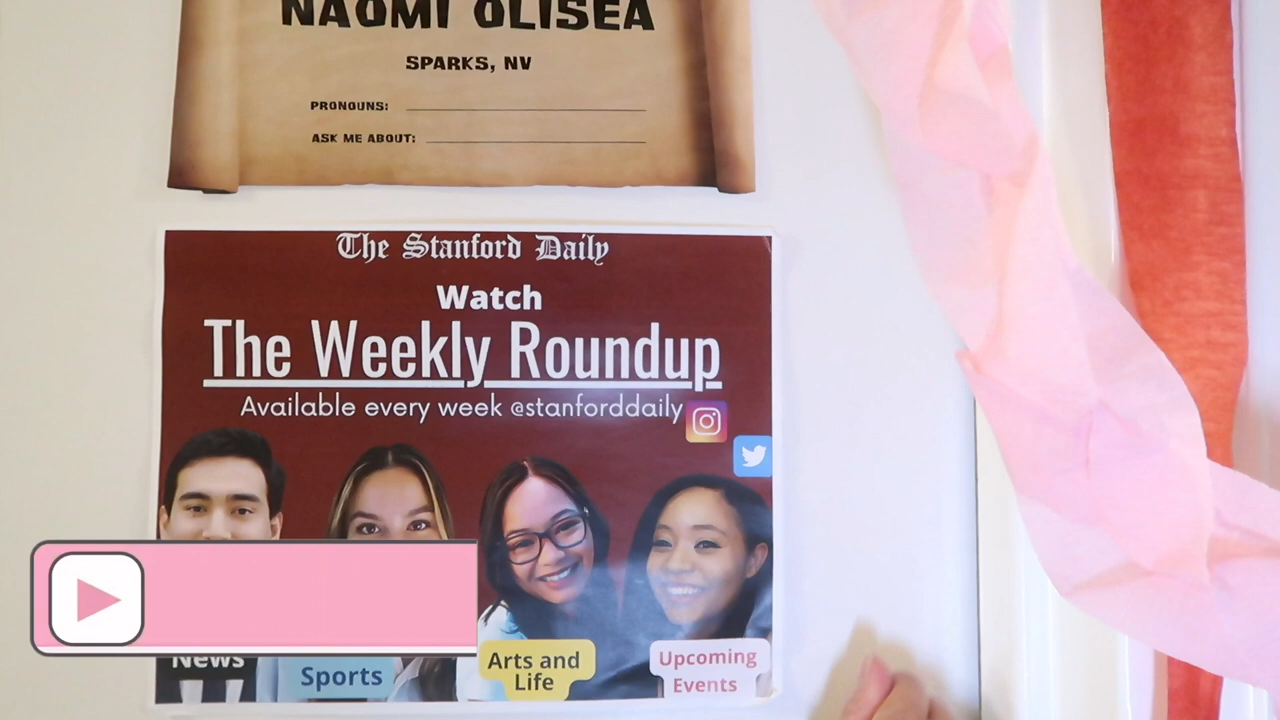 NAOMI OLISEA
SPARKS, NV
PRONOUNS:
ASK ME ABOUT:
The Stanford Daily
Watch
The Weekly Roundup
Available every week @stanforddaily
News
Sports
Arts and
Life
Upcoming
Events